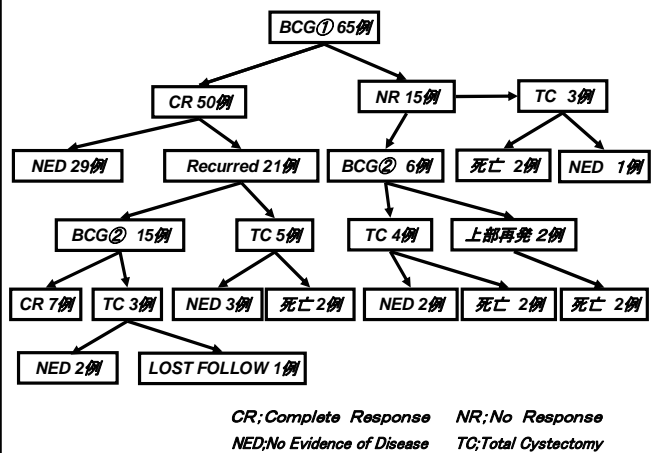 BCG① 65例
CR 50例
NR 15例
TC 3例
NED 29例
Recurred 21例
BCG② 6例
死亡 2例
NED 1例
BCG② 15例
TC 5例
TC 4例
上部再発 2例
CR 7例
TC 3例
NED 3例
死亡 2例
NED 2例
死亡 2例
死亡 2例
NED 2例
LOST FOLLOW 1例
CR;Complete Response NR;No Response
NED;No Evidence of Disease TC;Total Cystectomy